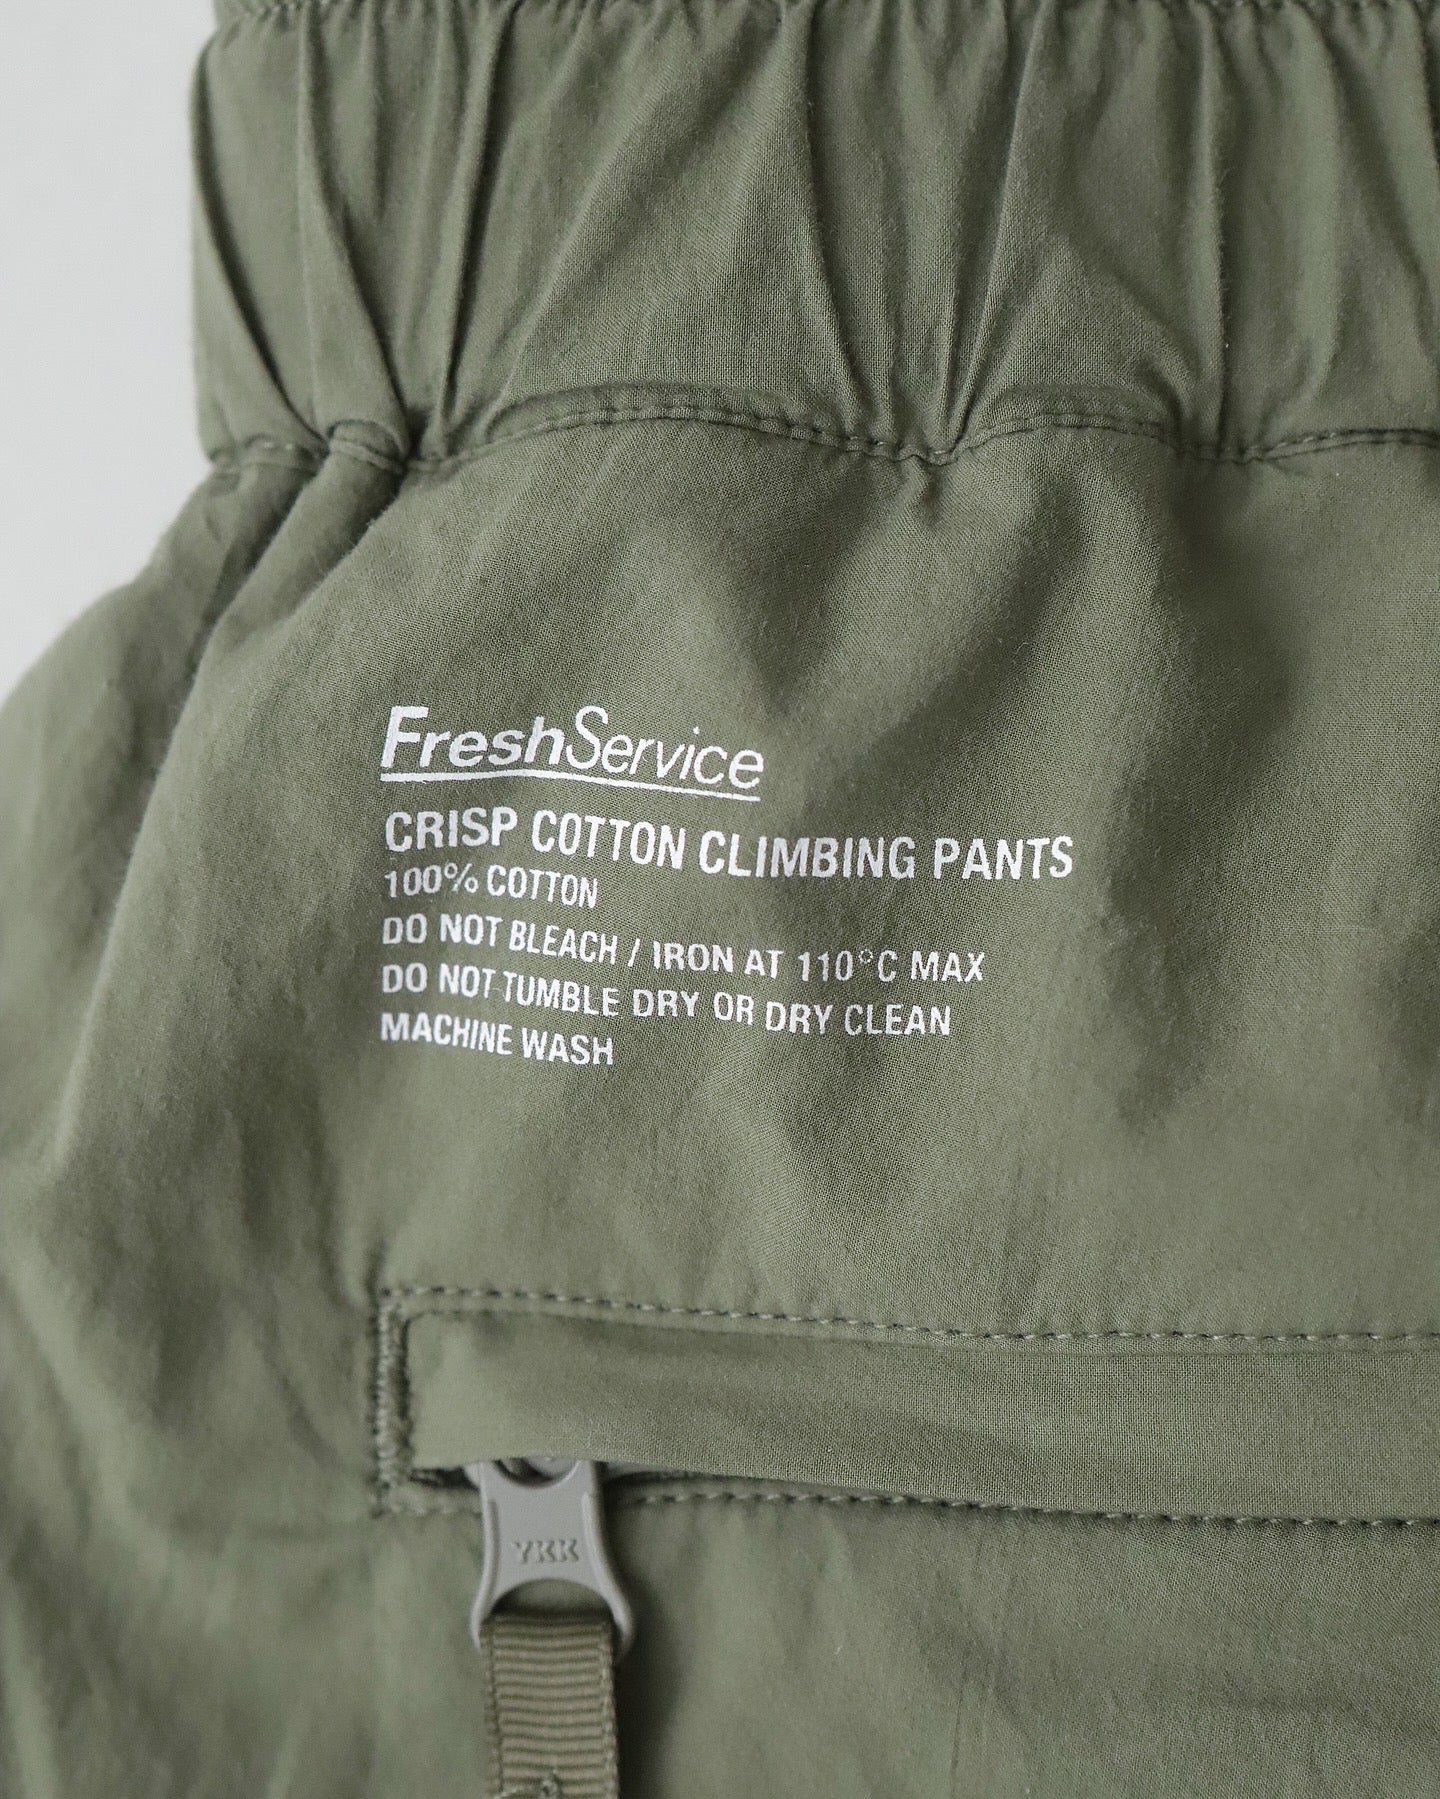 FreshService
CRISP COTTON CLIMBING PANTS
100% COTTON
DO NOT BLEACH / IRON AT 110°C MAX
DO NOT TUMBLE DRY OR DRY CLEAN
MACHINE WASH
YKK